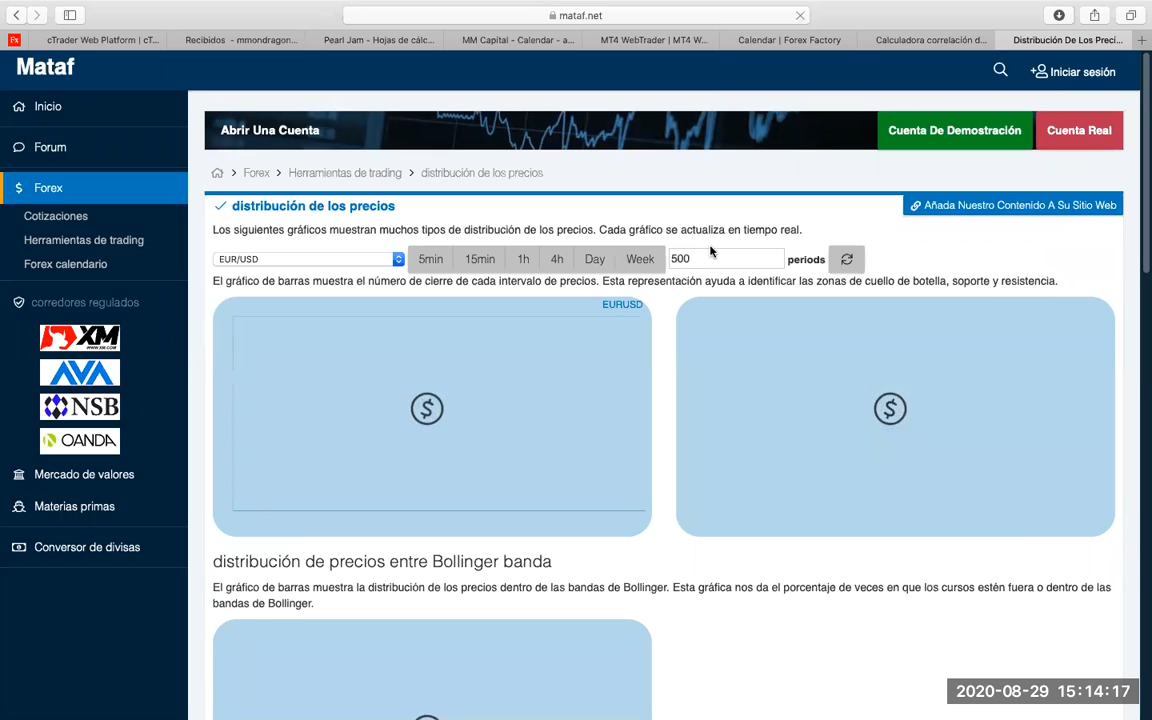 mataf.net
Fx
cTrader Web Platform | cT...
Recibidos - mmondragon...
Pearl Jam - Hojas de cálc...
MM Capital - Calendar - a...
MT4 WebTrader | MT4 W...
Calendar | Forex Factory
Calculadora correlación d...
Distribución De Los Preci...
Mataf
Iniciar sesión
Inicio
Forum
Forex
Cotizaciones
Herramientas de trading
Forex calendario
corredores regulados
XM
WWW.XM.COM
AVA
NSB
OANDA
Mercado de valores
Materias primas
Conversor de divisas
Abrir Una Cuenta
Cuenta De Demostración
Cuenta Real
Forex
Herramientas de trading
distribución de los precios
distribución de los precios
Añada Nuestro Contenido A Su Sitio Web
Los siguientes gráficos muestran muchos tipos de distribución de los precios. Cada gráfico se actualiza en tiempo real.
EUR/USD
5min
15min
1h
4h
Day
Week
500
periods
El gráfico de barras muestra el número de cierre de cada intervalo de precios. Esta representación ayuda a identificar las zonas de cuello de botella, soporte y resistencia.
EURUSD
distribución de precios entre Bollinger banda
El gráfico de barras muestra la distribución de los precios dentro de las bandas de Bollinger. Esta gráfica nos da el porcentaje de veces en que los cursos estén fuera o dentro de las
bandas de Bollinger.
2020-08-29 15:14:17